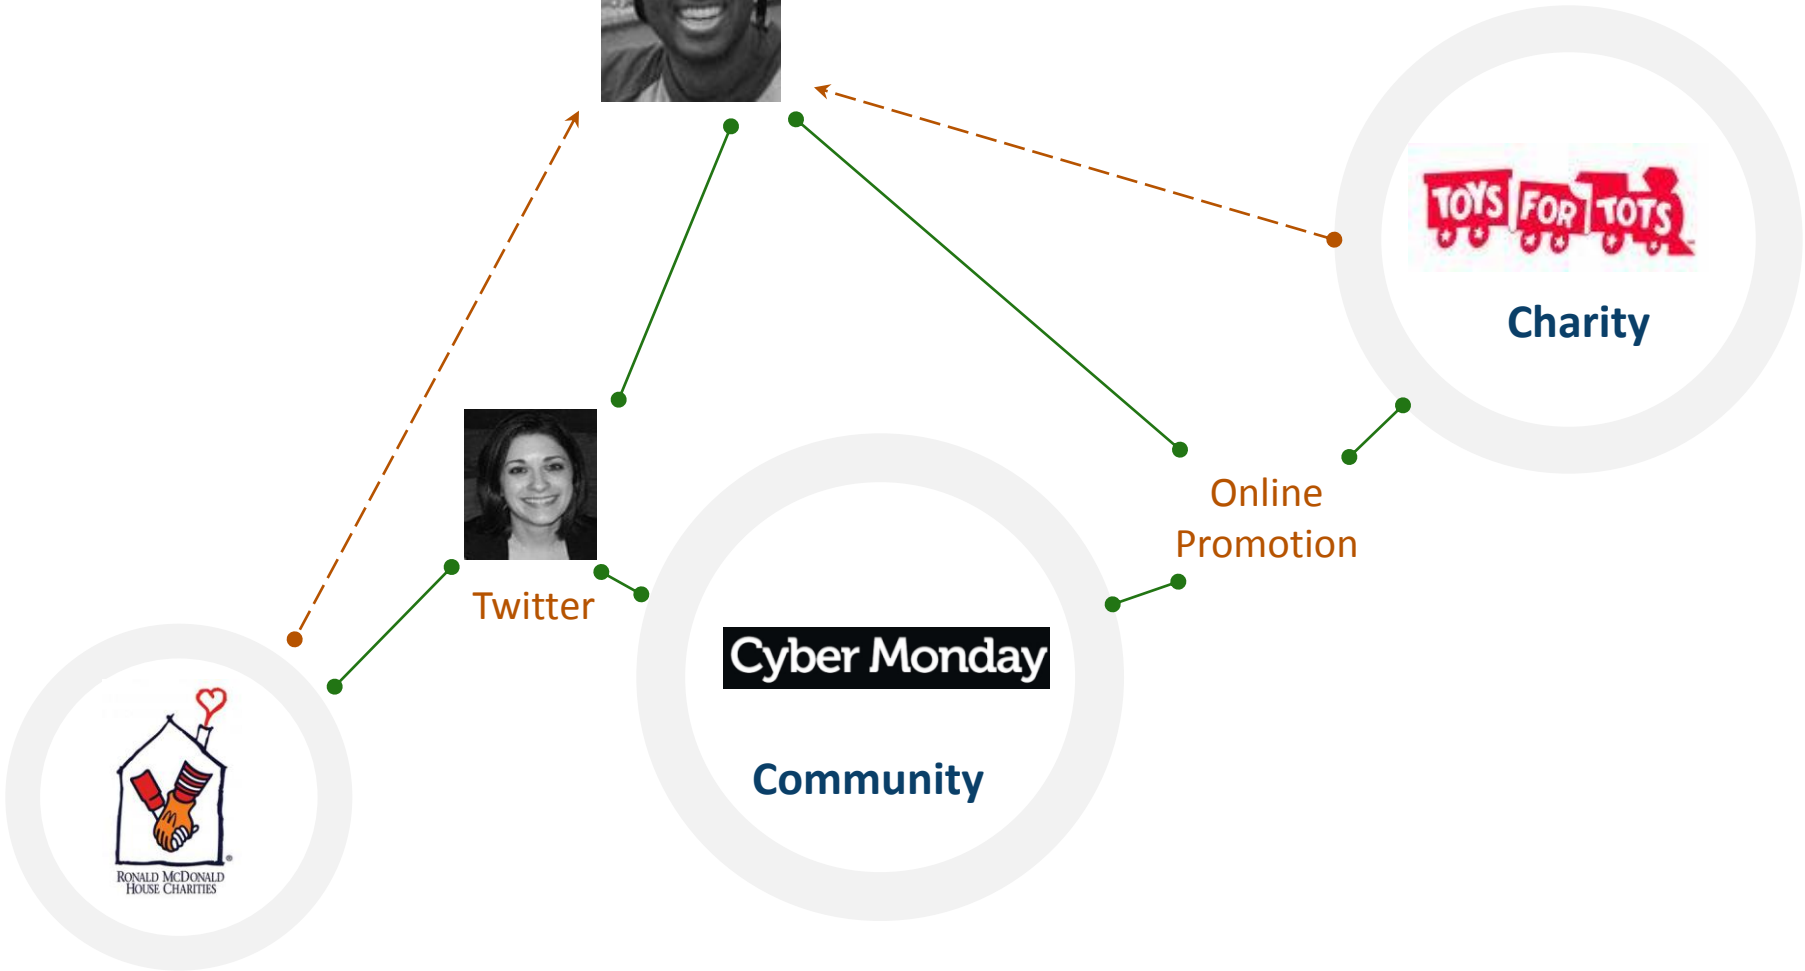 TOYS FOR TOTS
Charity
Online
Promotion
Twitter
Cyber Monday
Community
RONALD MCDONALD
HOUSE CHARITIES